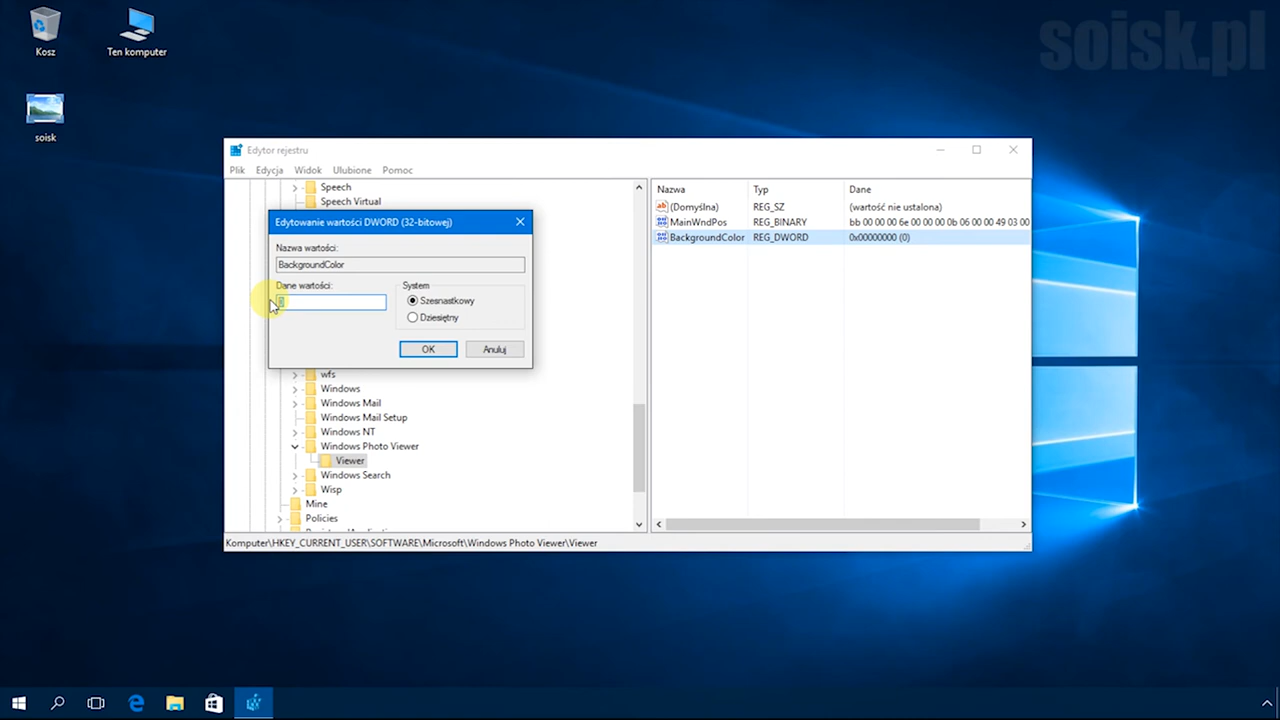 Kosz
Ten komputer
soisk
soisk.pl
Edytor rejestru
Plik Edycja Widok Ulubione Pomoc
Speech
Speech Virtual
Edytowanie wartości DWORD (32-bitowej)
Nazwa wartości:
BackgroundColor
Dane wartości:
System
Szesnastkowy
Dziesiętny
OK
Anuluj
wfs
Windows
Windows Mail
Windows Mail Setup
Windows NT
Windows Photo Viewer
Viewer
Windows Search
Wisp
Mine
Policies
Nazwa Typ Dane
(Domyślna) REG_SZ (wartość nie ustalona)
MainWndPos REG_BINARY bb 00 00 00 6e 00 00 00 0b 06 00 00 49 03 00
BackgroundColor REG_DWORD 0x00000000 (0)
Komputer\HKEY_CURRENT_USER\SOFTWARE\Microsoft\Windows Photo Viewer\Viewer